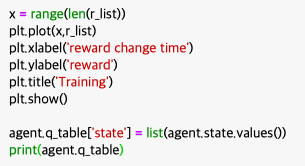 x = range(len(r_list))
plt.plot(x,r_list)
plt.xlabel('reward change time')
plt.ylabel('reward')
plt.title('Training')
plt.show()
agent.q_table['state'] = list(agent.state.values())
print(agent.q_table)